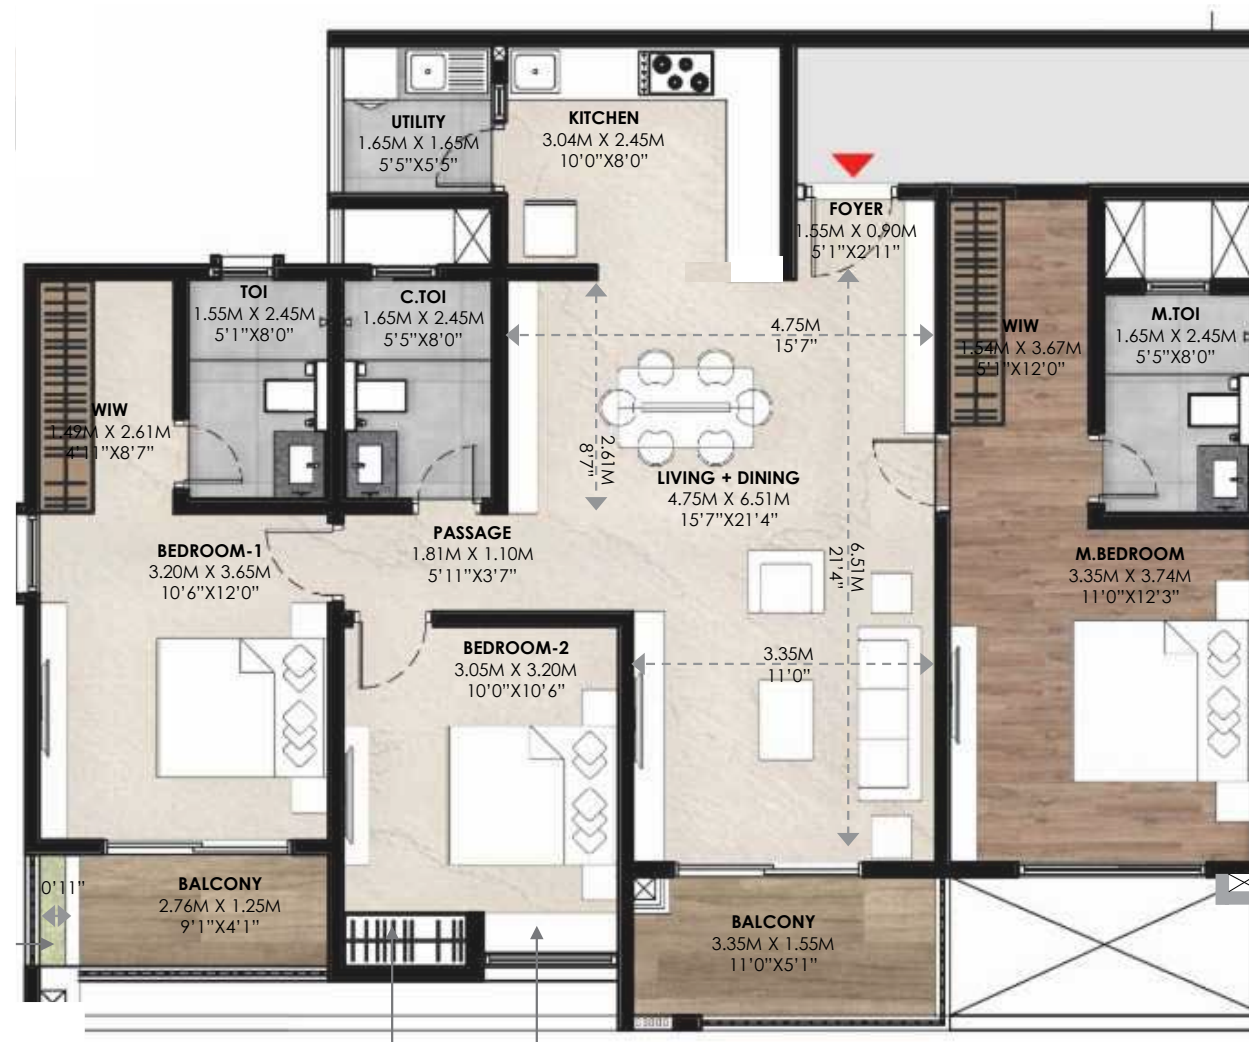 UTILITY
1.65M X 1.65M
5'5"X5'5"
KITCHEN
3.04M X 2.45M
10'0"X8'0"
FOYER
1.55M X 0.90M
5'1"X2'11"
TOI
1.55M X 2.45M
5'1"X8'0"
C.TOI
1.65M X 2.45M
5'5"X8'0"
4.75M
15'7"
WIW
1.54M X 3.67M
5'1"X12'0"
M.TOI
1.65M X 2.45M
5'5"X8'0"
WIW
1.49M X 2.61M
4'11"X8'7"
2.61M
8'7"
LIVING + DINING
4.75M X 6.51M
15'7"X21'4"
PASSAGE
1.81M X 1.10M
5'11"X3'7"
BEDROOM-1
3.20M X 3.65M
10'6"X12'0"
6.51M
21'4"
M.BEDROOM
3.35M X 3.74M
11'0"X12'3"
BEDROOM-2
3.05M X 3.20M
10'0"X10'6"
3.35M
11'0"
0'11"
BALCONY
2.76M X 1.25M
9'1"X4'1"
BALCONY
3.35M X 1.55M
11'0"X5'1"